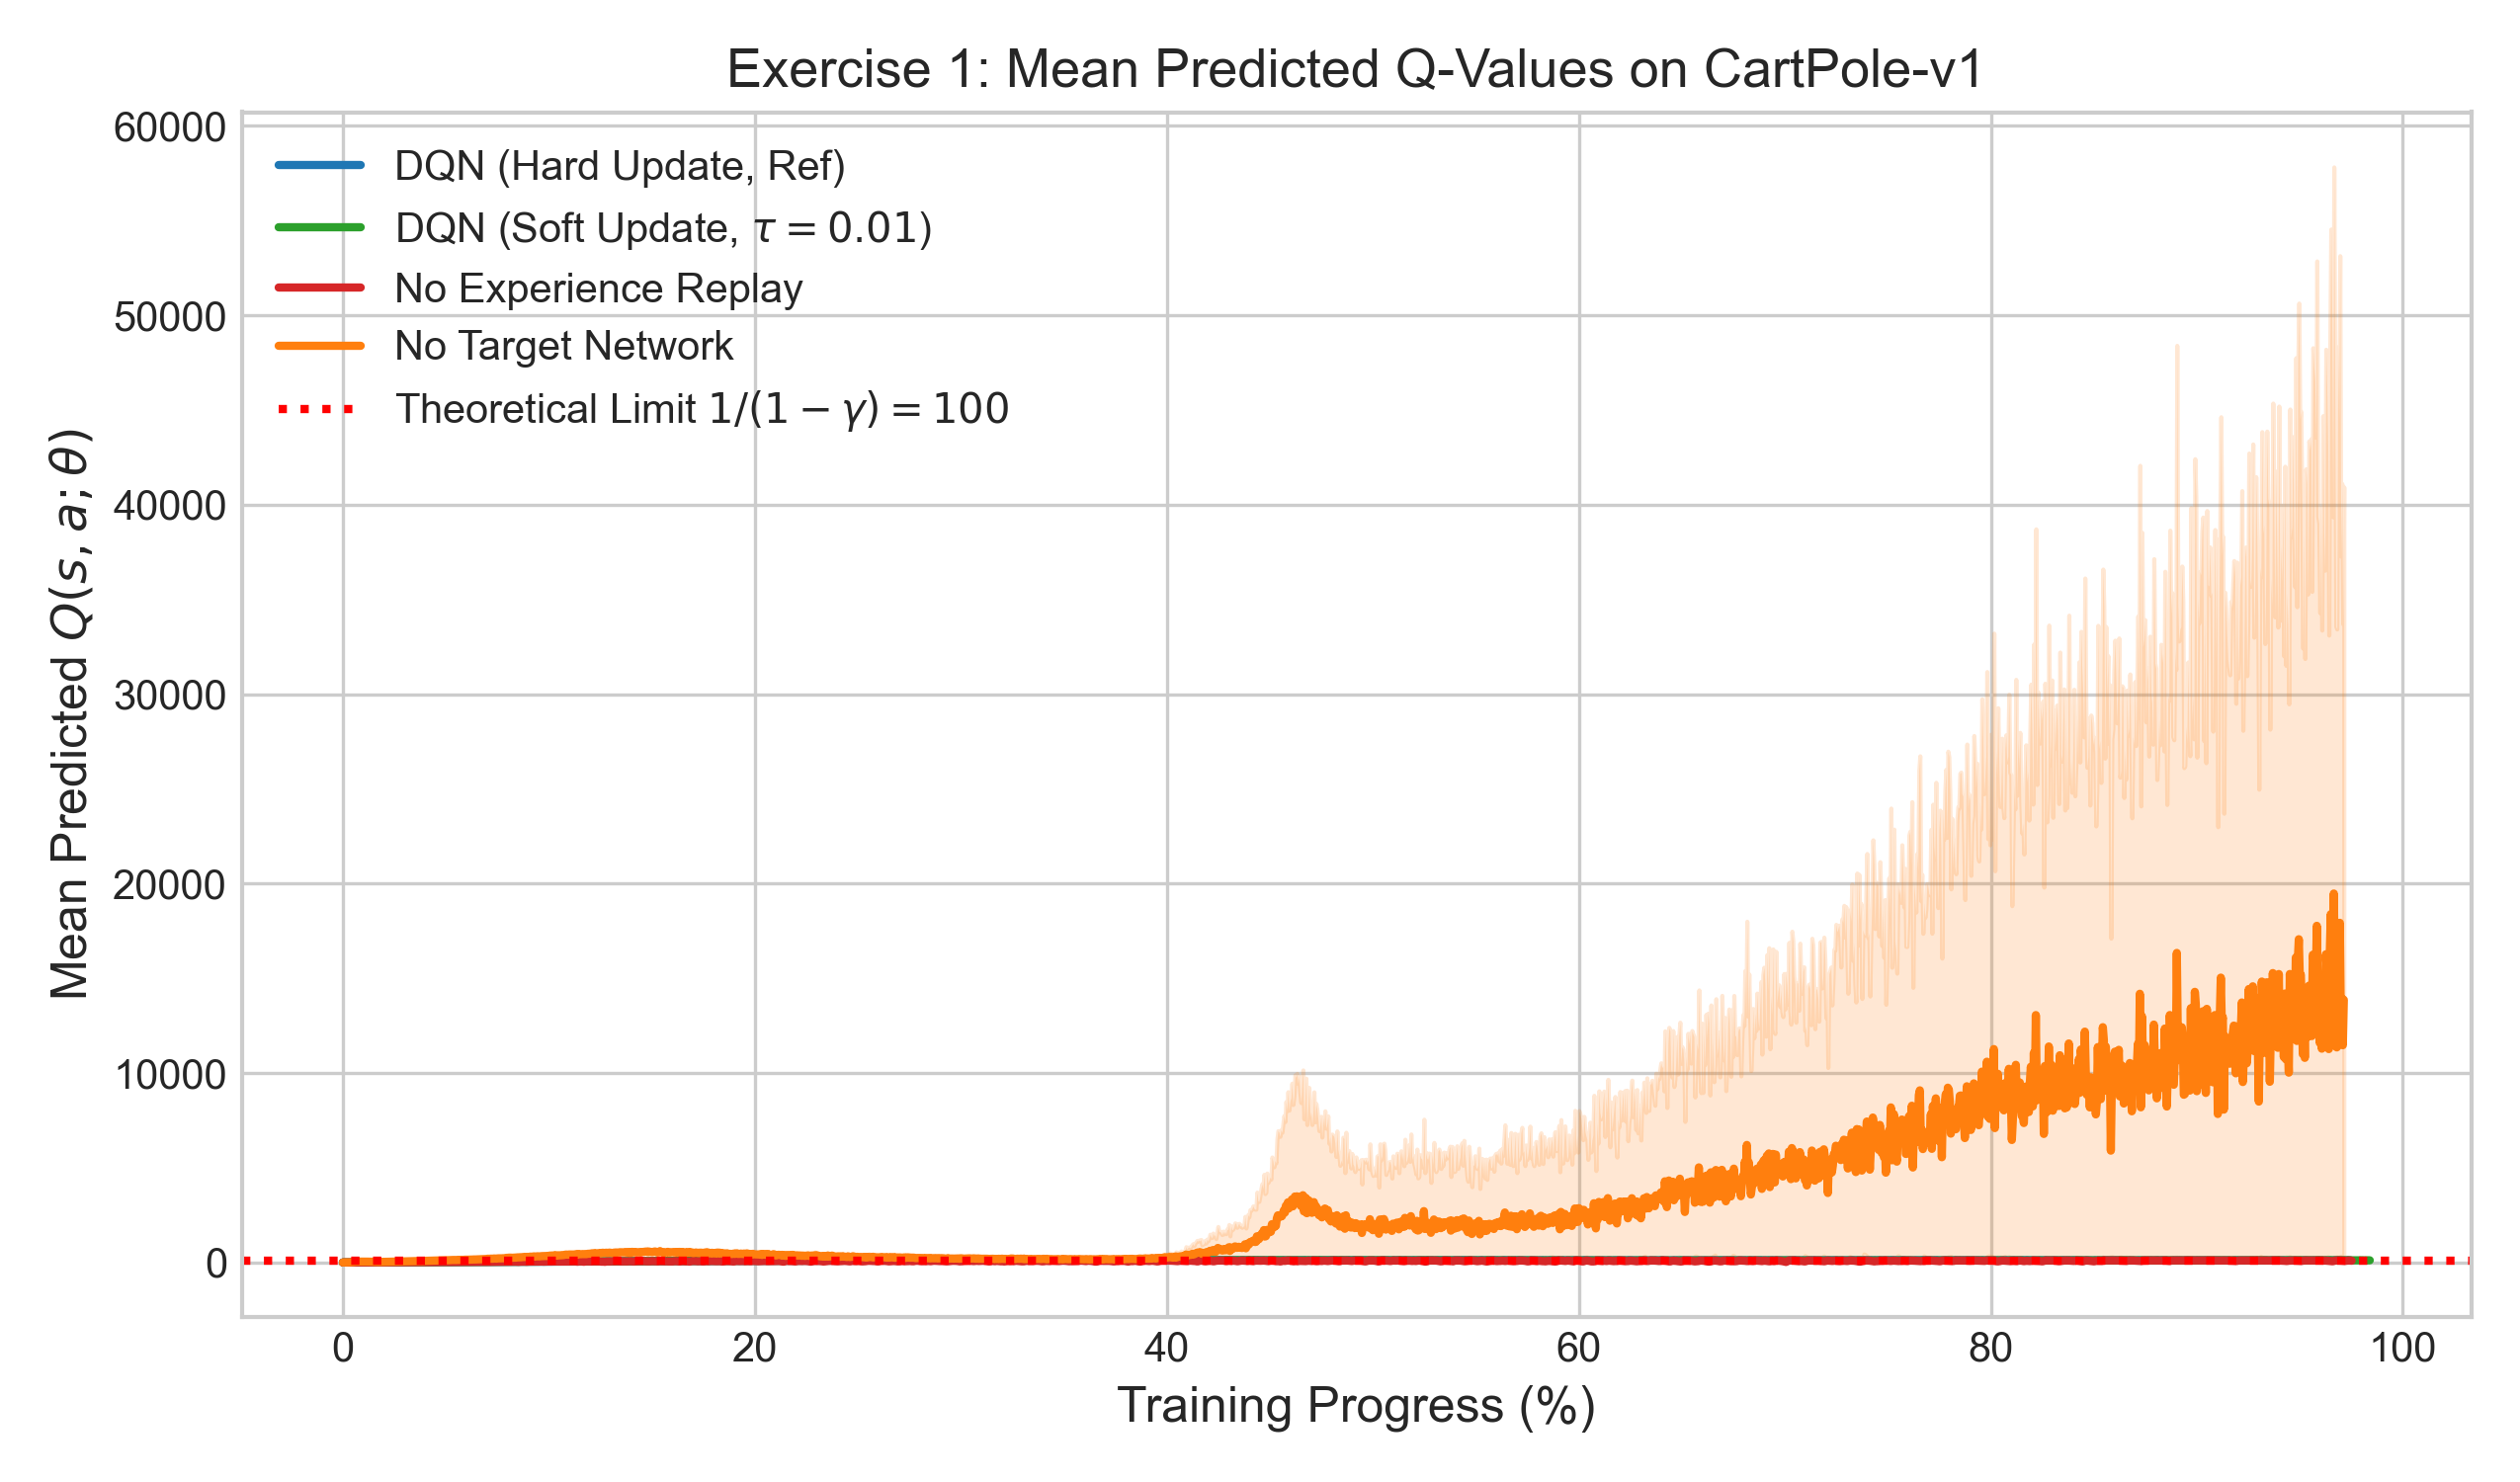 Exercise 1: Mean Predicted Q-Values on CartPole-v1
60000
50000
40000
30000
20000
10000
0
Mean Predicted Q(s, a; θ)
DQN (Hard Update, Ref)
DQN (Soft Update, τ = 0.01)
No Experience Replay
No Target Network
Theoretical Limit 1/(1 − γ) = 100
0 20 40 60 80 100
Training Progress (%)